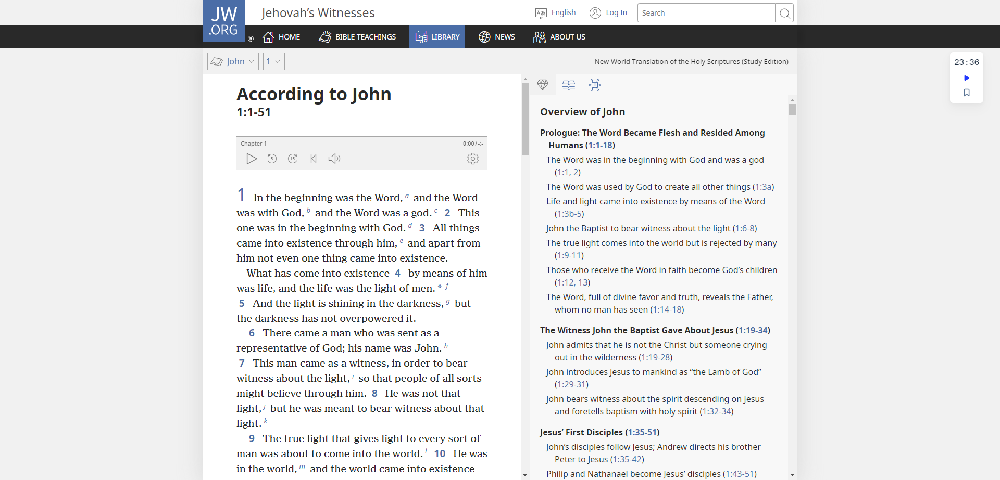 JW
.ORG
®
Jehovah’s Witnesses
English
Log In
Search
HOME
BIBLE TEACHINGS
LIBRARY
NEWS
ABOUT US
John
1
New World Translation of the Holy Scriptures (Study Edition)
23:36
According to John
1:1-51
Chapter 1
0:00 / -:-
5
15
1 In the beginning was the Word, a and the Word
was with God, b and the Word was a god. c 2 This
one was in the beginning with God. d 3 All things
came into existence through him, e and apart from
him not even one thing came into existence.
What has come into existence 4 by means of him
was life, and the life was the light of men. * f
5 And the light is shining in the darkness, g but
the darkness has not overpowered it.
6 There came a man who was sent as a
representative of God; his name was John. h
7 This man came as a witness, in order to bear
witness about the light, i so that people of all sorts
might believe through him. 8 He was not that
light, j but he was meant to bear witness about that
light. k
9 The true light that gives light to every sort of
man was about to come into the world. l 10 He was
in the world, m and the world came into existence
Overview of John
Prologue: The Word Became Flesh and Resided Among
Humans (1:1-18)
The Word was in the beginning with God and was a god
(1:1, 2)
The Word was used by God to create all other things (1:3a)
Life and light came into existence by means of the Word
(1:3b-5)
John the Baptist to bear witness about the light (1:6-8)
The true light comes into the world but is rejected by many
(1:9-11)
Those who receive the Word in faith become God’s children
(1:12, 13)
The Word, full of divine favor and truth, reveals the Father,
whom no man has seen (1:14-18)
The Witness John the Baptist Gave About Jesus (1:19-34)
John admits that he is not the Christ but someone crying
out in the wilderness (1:19-28)
John introduces Jesus to mankind as “the Lamb of God”
(1:29-31)
John bears witness about the spirit descending on Jesus
and foretells baptism with holy spirit (1:32-34)
Jesus’ First Disciples (1:35-51)
John’s disciples follow Jesus; Andrew directs his brother
Peter to Jesus (1:35-42)
Philip and Nathanael become Jesus’ disciples (1:43-51)